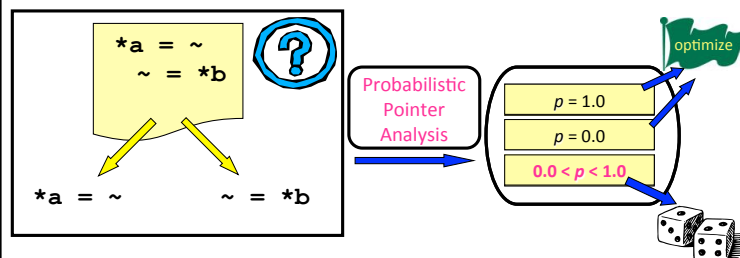 *a = ~
~ = *b
*a = ~
~ = *b
Probabilistic
Pointer
Analysis
p = 1.0
p = 0.0
0.0 < p < 1.0
optimize